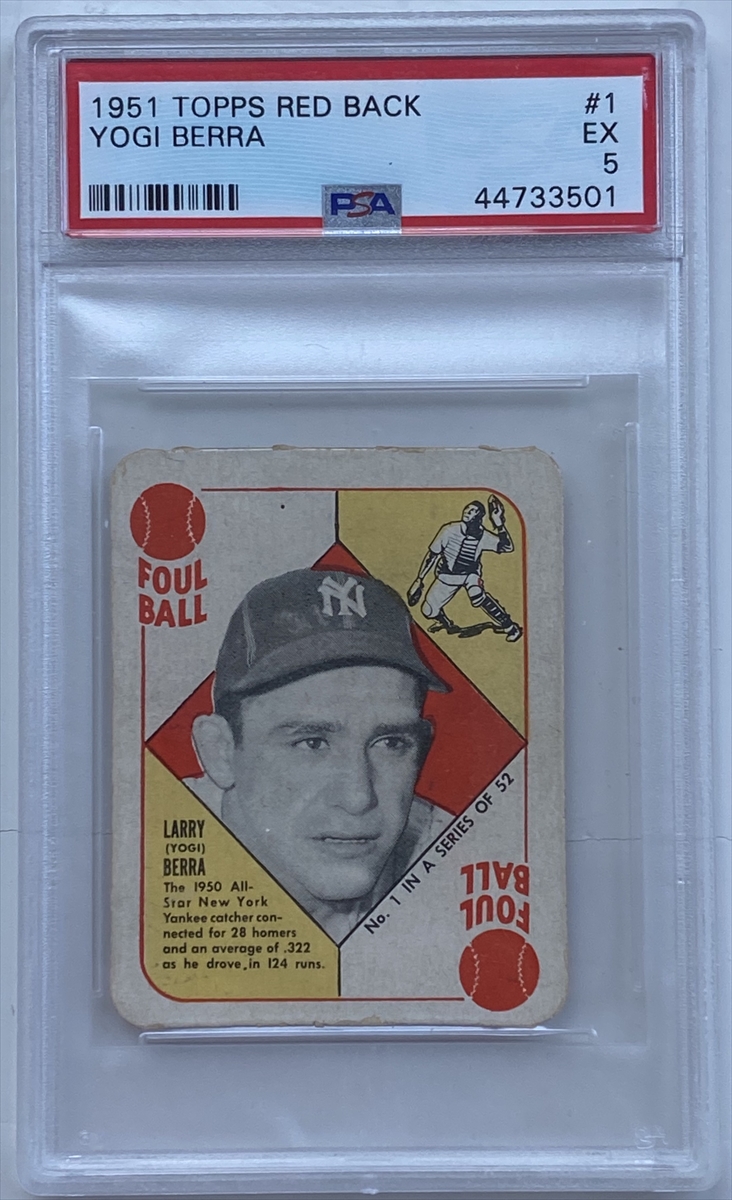 1951 TOPPS RED BACK #1
YOGI BERRA EX
5
PSA 44733501
FOUL
BALL
NY
LARRY
(YOGI)
BERRA
The 1950 All-
Star New York
Yankee catcher con-
nected for 28 homers
and an average of .322
as he drove in 124 runs.
No. 1 IN A SERIES OF 52
FOUL
BALL